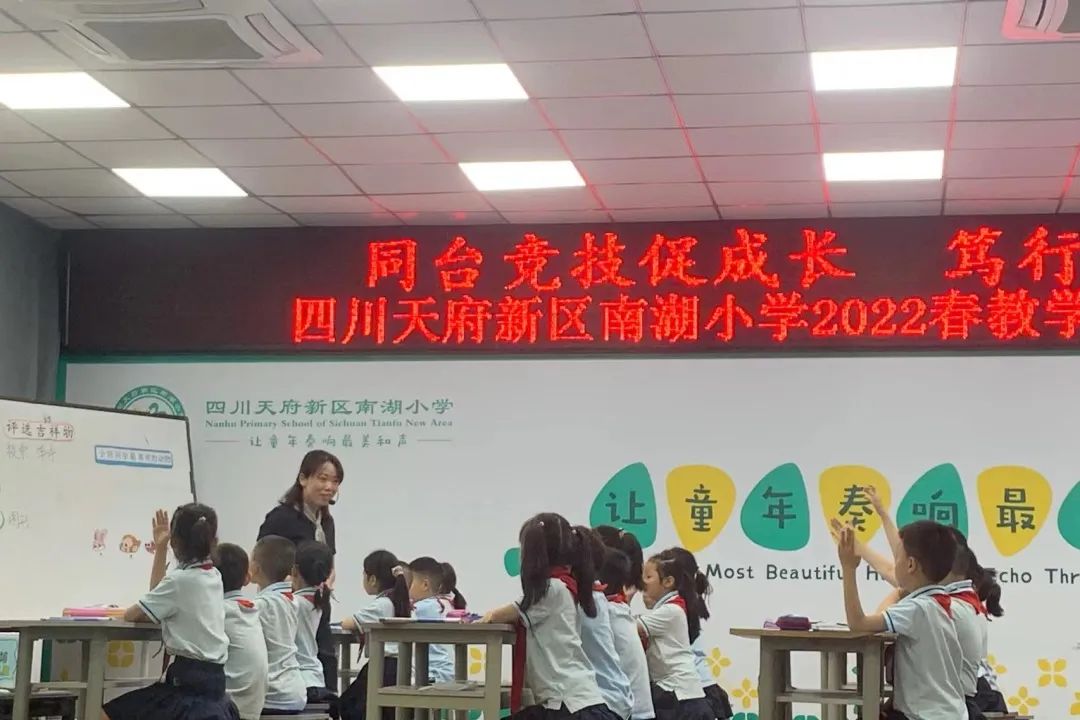 同台竞技促成长 笃行
四川天府新区南湖小学2022春教学
四川天府新区南湖小学
Nanhu Primary School of Sichuan Tianfu New Area
让童年奏响最美和声
评选吉祥物
让童年奏响最
Most Beautiful H
cho Thr